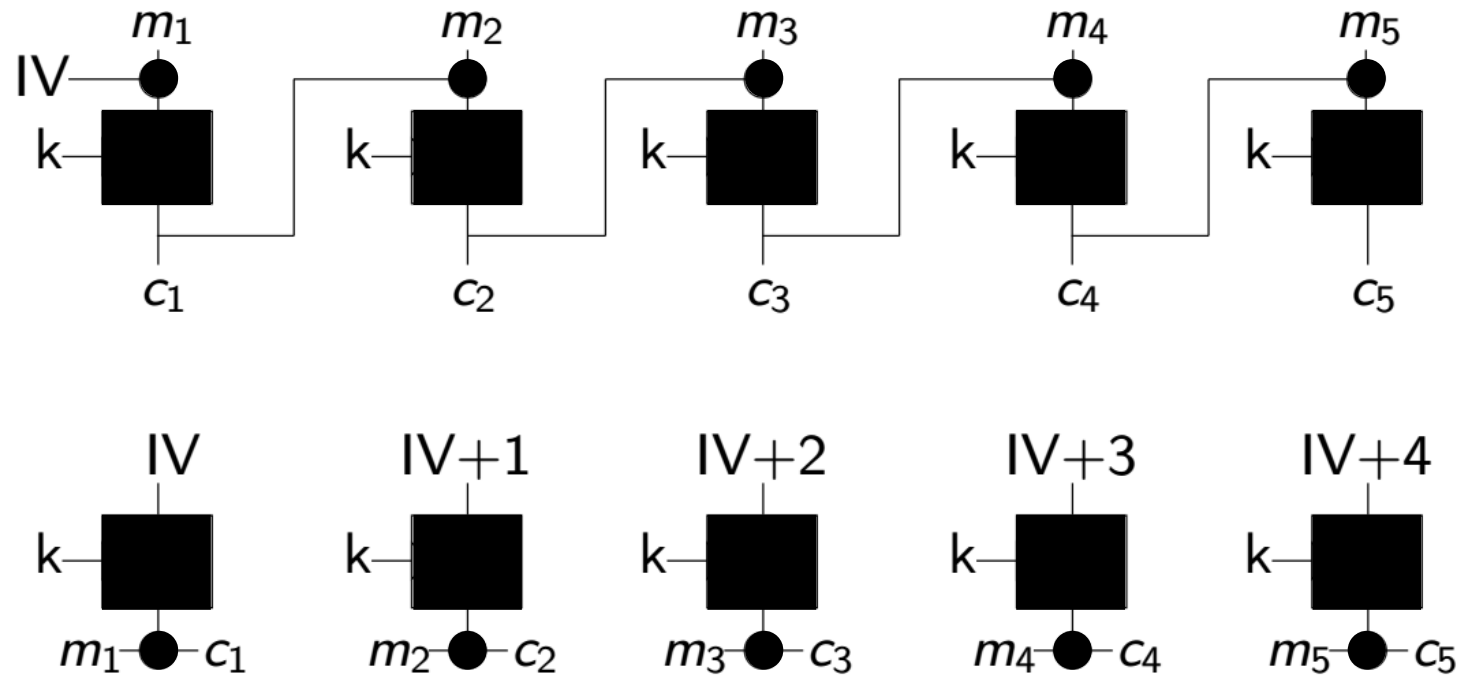 m₁ m₂ m₃ m₄ m₅
IV
k k k k k
c₁ c₂ c₃ c₄ c₅
IV IV+1 IV+2 IV+3 IV+4
k k k k k
m₁ c₁ m₂ c₂ m₃ c₃ m₄ c₄ m₅ c₅